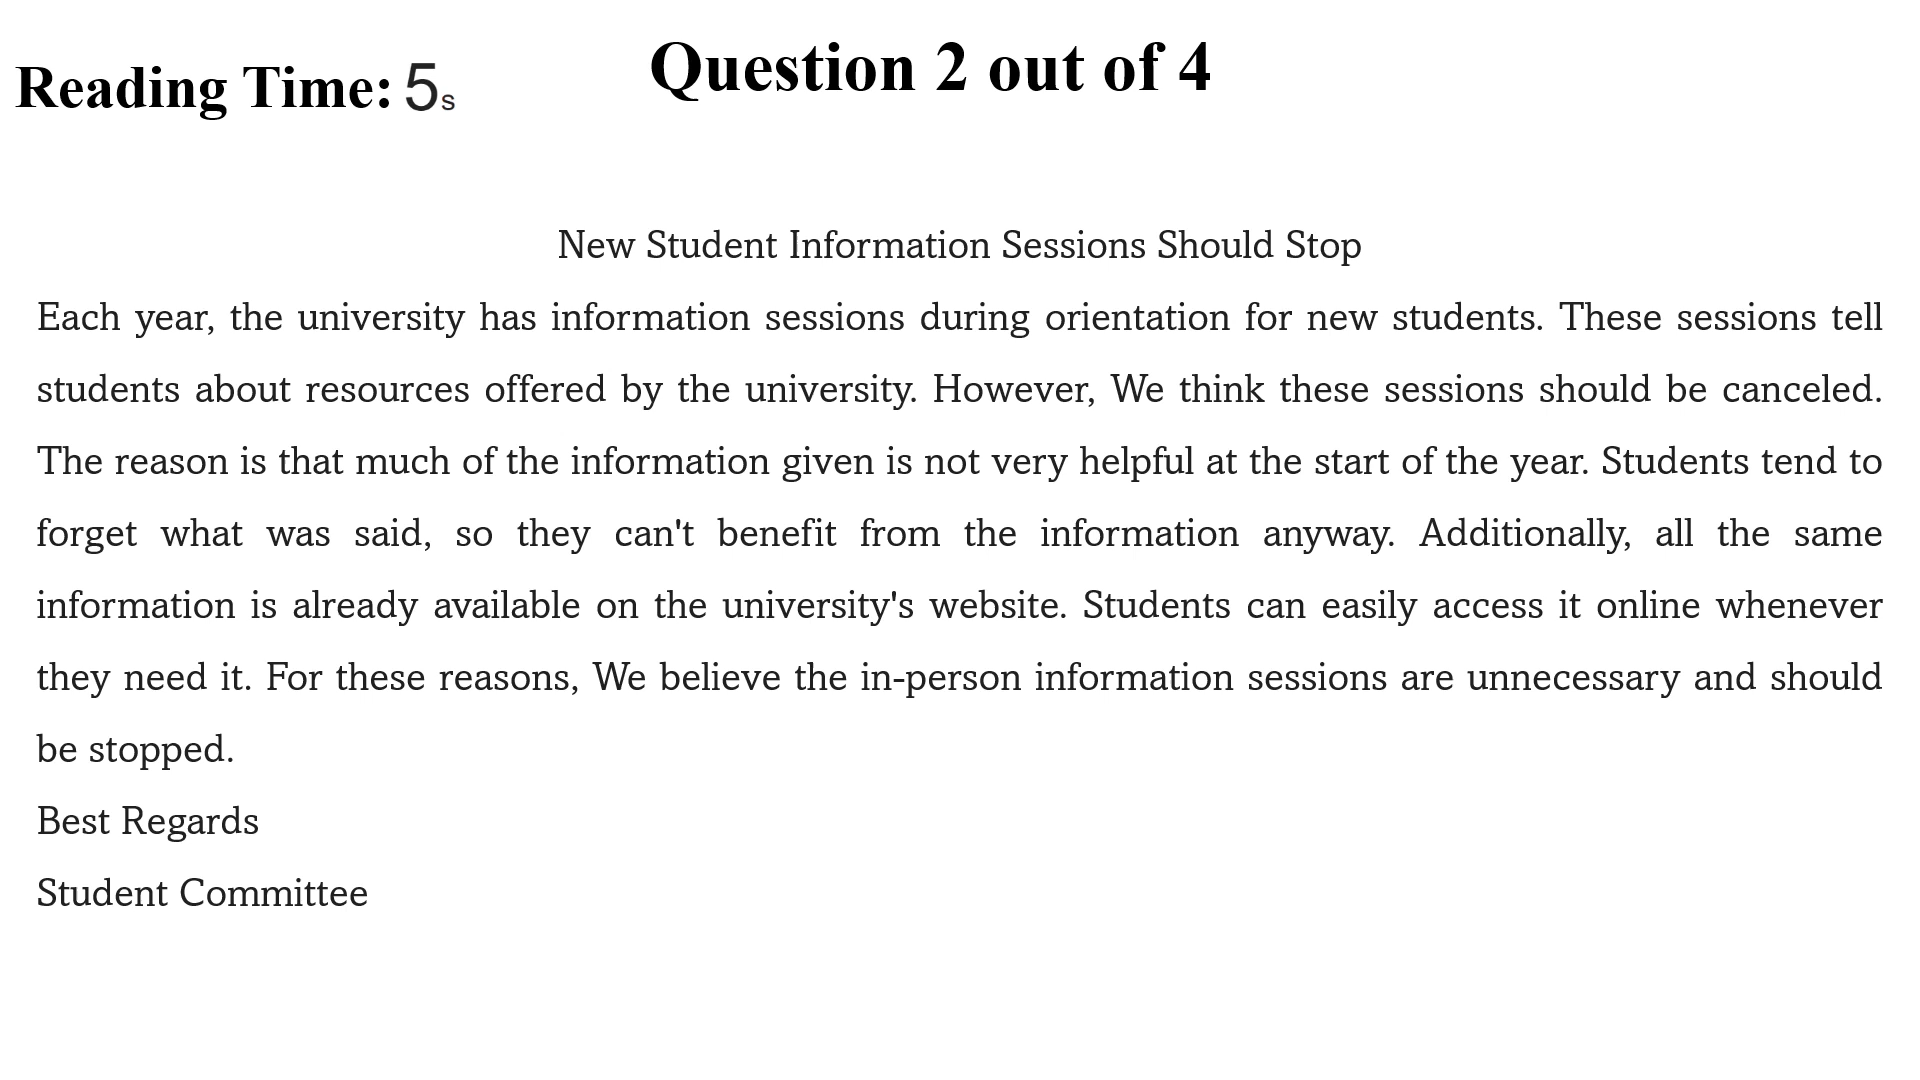 Question 2 out of 4
Reading Time: 5s
New Student Information Sessions Should Stop
Each year, the university has information sessions during orientation for new students. These sessions tell
students about resources offered by the university. However, We think these sessions should be canceled.
The reason is that much of the information given is not very helpful at the start of the year. Students tend to
forget what was said, so they can't benefit from the information anyway. Additionally, all the same
information is already available on the university's website. Students can easily access it online whenever
they need it. For these reasons, We believe the in-person information sessions are unnecessary and should
be stopped.
Best Regards
Student Committee